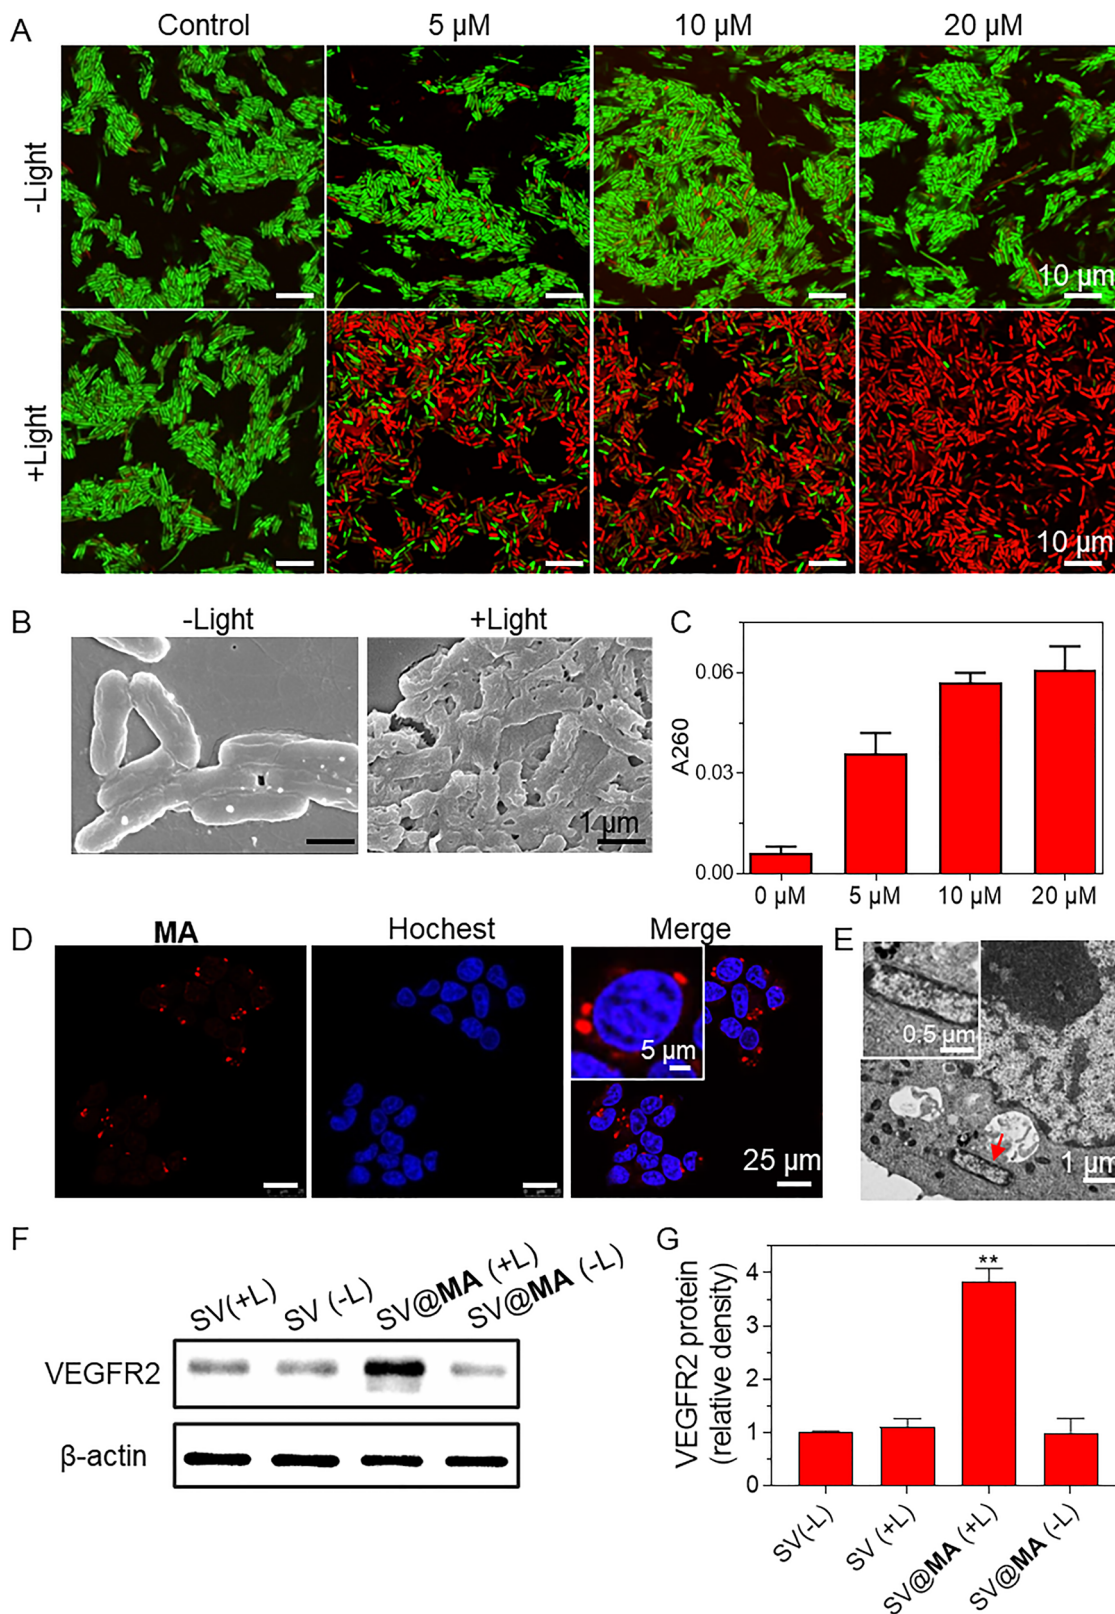 A
Control
5 µM
10 µM
20 µM
-Light
10 µm
+Light
10 µm
B
-Light
+Light
1 µm
C
A260
0.06
0.03
0.00
0 µM
5 µM
10 µM
20 µM
D
MA
Hochest
Merge
5 µm
25 µm
E
0.5 µm
1 µm
F
SV(+L)
SV (-L)
SV@MA (+L)
SV@MA (-L)
VEGFR2
β-actin
G
VEGFR2 protein
(relative density)
4
3
4
2
1
0
**
SV(-L)
SV (+L)
SV@MA (+L)
SV@MA (-L)